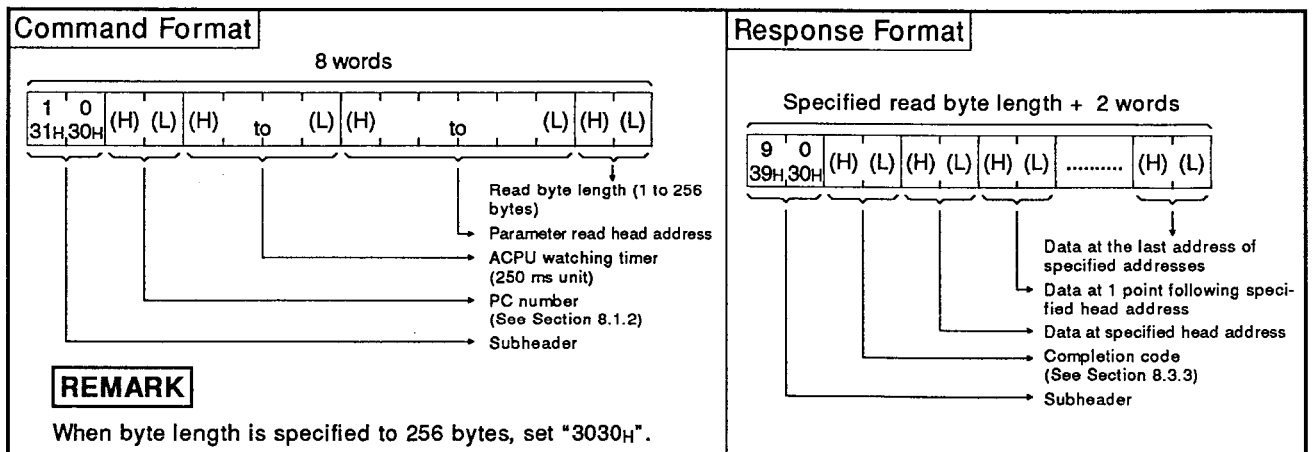 Command Format
8 words
1 0 (H) (L) (H) to (L) (H) to (L) (H) (L)
31H 30H
Read byte length (1 to 256
bytes)
Parameter read head address
ACPU watching timer
(250 ms unit)
PC number
(See Section 8.1.2)
Subheader
REMARK
When byte length is specified to 256 bytes, set "3030H".
Response Format
Specified read byte length + 2 words
9 0 (H) (L) (H) (L) (H) (L) .......... (H) (L)
39H 30H
Data at the last address of
specified addresses
Data at 1 point following speci-
fied head address
Data at specified head address
Completion code
(See Section 8.3.3)
Subheader